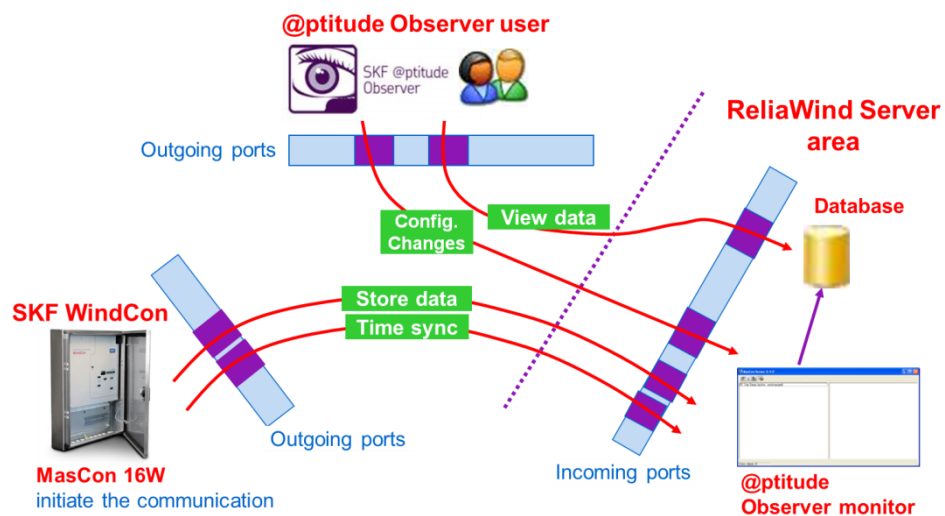 @ptitude Observer user
SKF @ptitude
Observer
ReliaWind Server
area
Outgoing ports
Config.
Changes
View data
Database
SKF WindCon
Store data
Time sync
Outgoing ports
MasCon 16W
initiate the communication
Incoming ports
@ptitude
Observer monitor